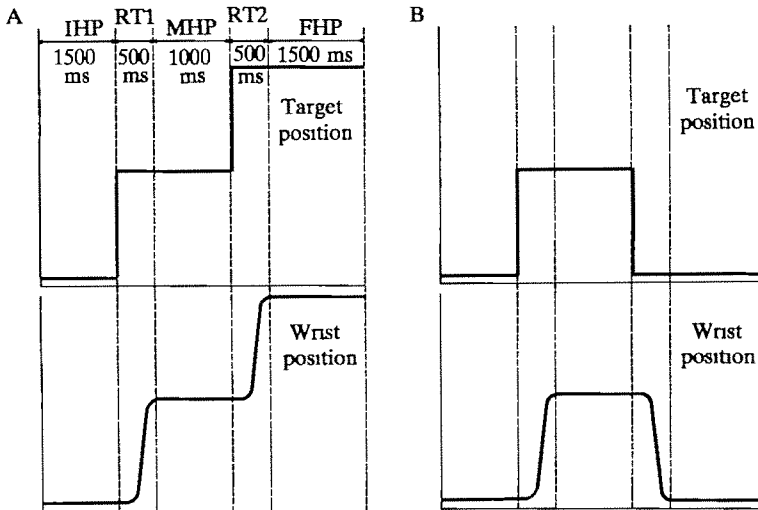 A
IHP RT1 MHP RT2 FHP
1500 ms 500 ms 1000 ms 500 ms 1500 ms
Target
position
Wrist
position
B
Target
position
Wrist
position